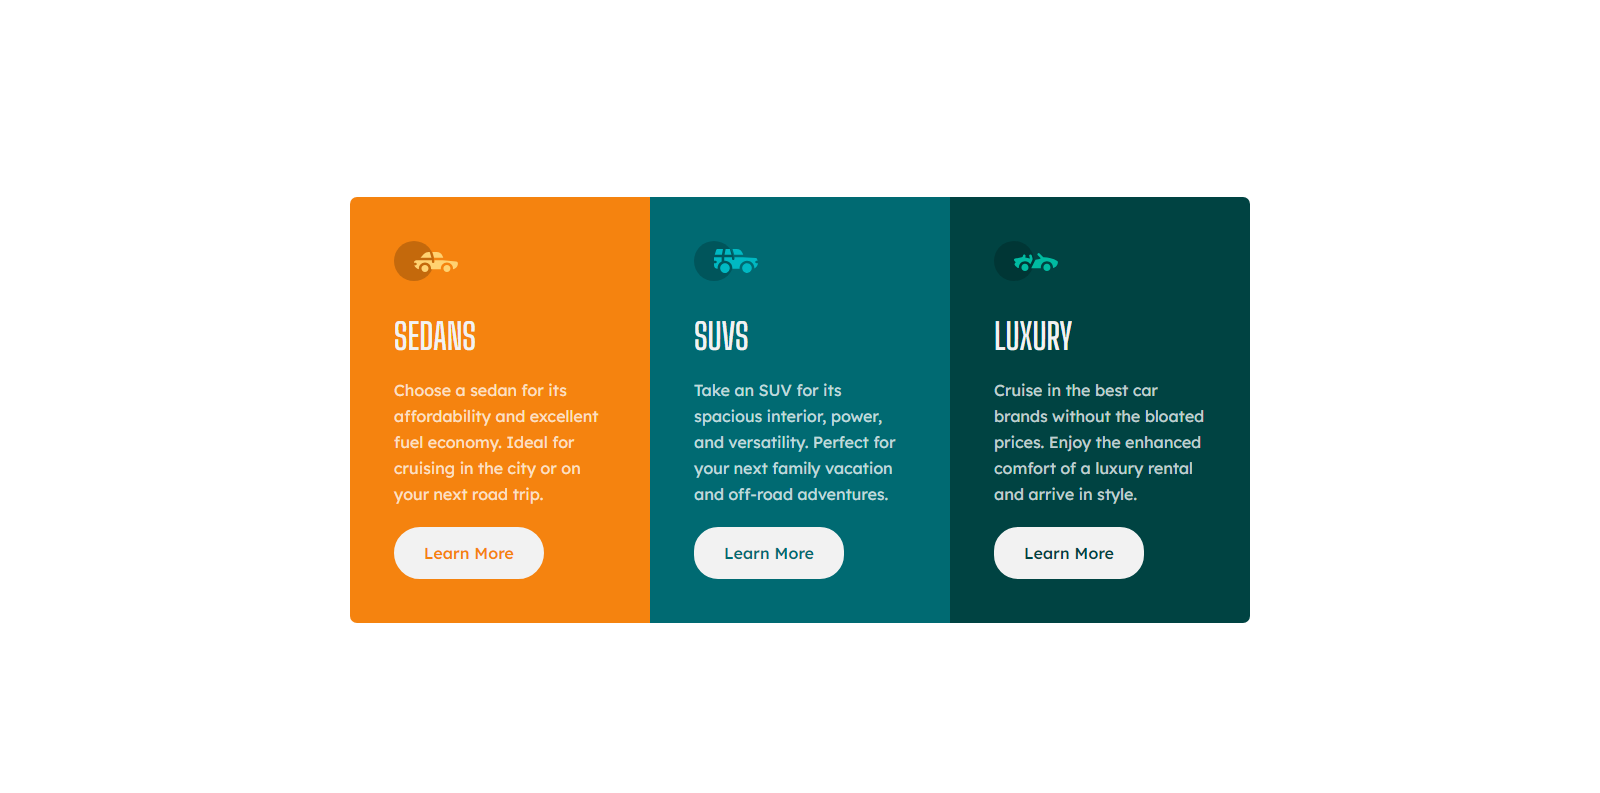 SEDANS
Choose a sedan for its
affordability and excellent
fuel economy. Ideal for
cruising in the city or on
your next road trip.
Learn More
SUVS
Take an SUV for its
spacious interior, power,
and versatility. Perfect for
your next family vacation
and off-road adventures.
Learn More
LUXURY
Cruise in the best car
brands without the bloated
prices. Enjoy the enhanced
comfort of a luxury rental
and arrive in style.
Learn More